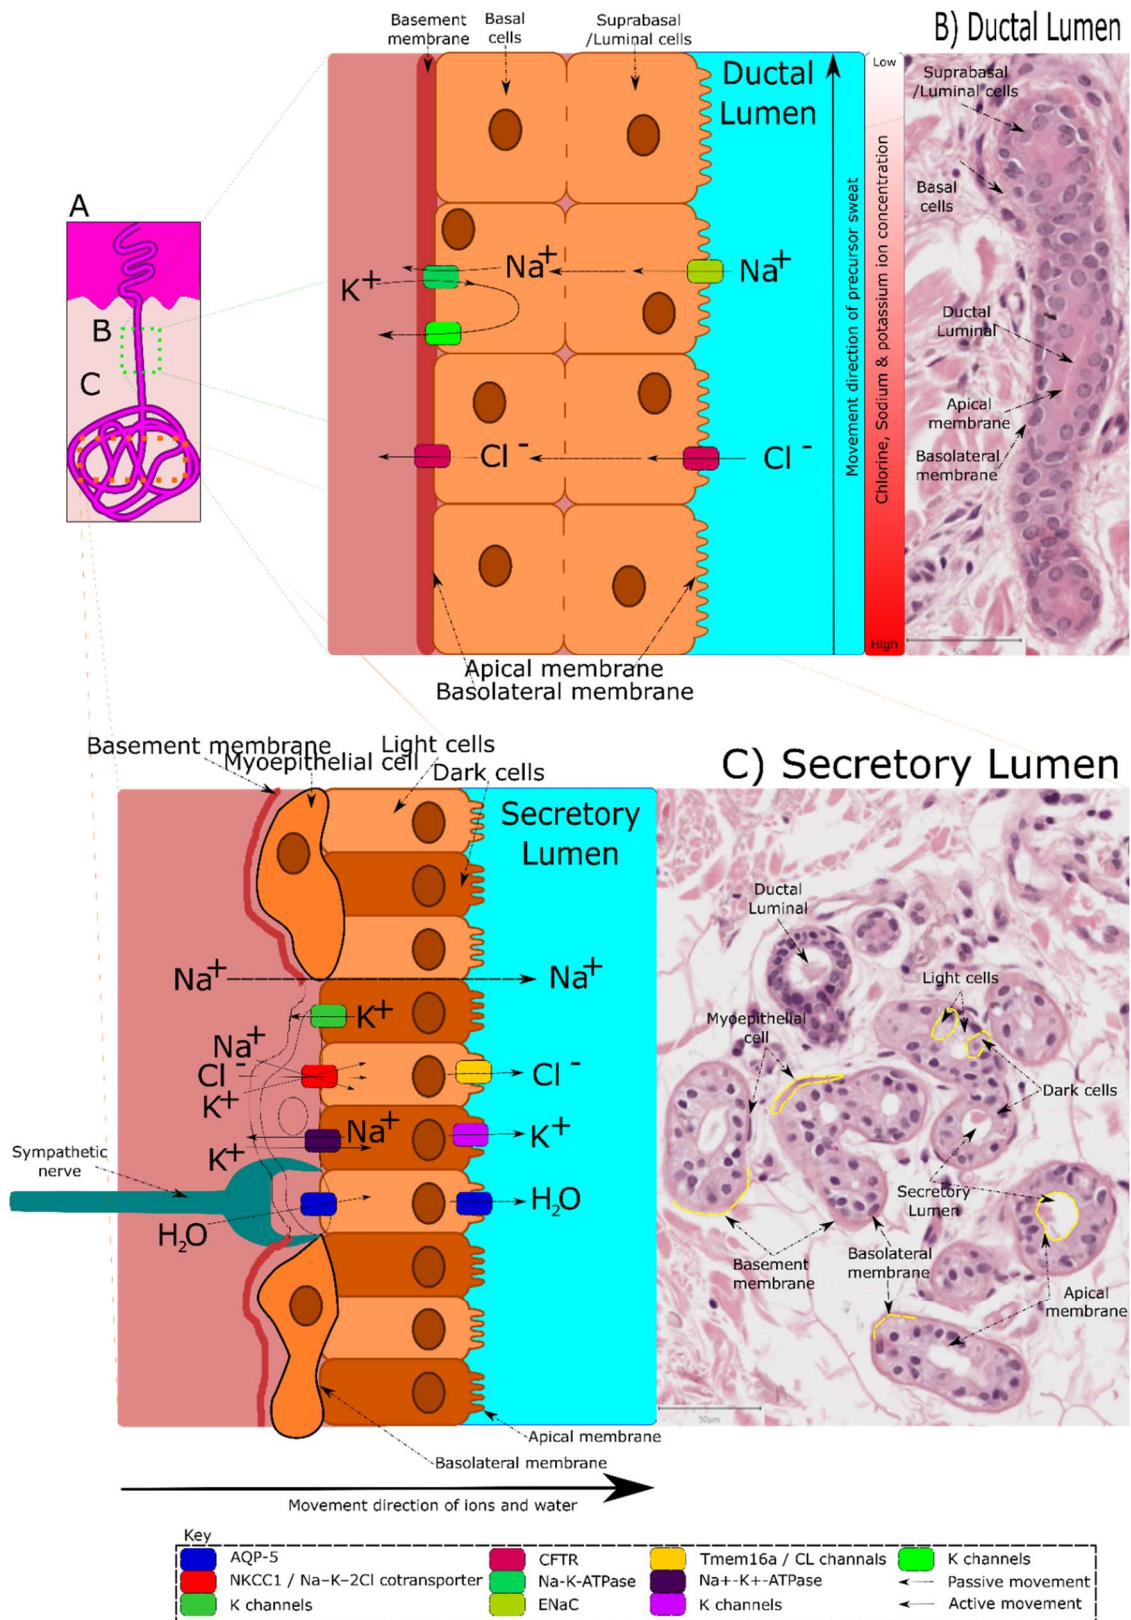 Basement
membrane
Basal
cells
Suprabasal
/Luminal cells
B) Ductal Lumen
Ductal
Lumen
Low
Suprabasal
/Luminal cells
Basal
cells
A
B
C
Na+
K+
Na+
Cl -
Cl -
Movement direction of precursor sweat
Chlorine, Sodium & potassium ion concentration
Ductal
Luminal
Apical
membrane
Basolateral
membrane
High
50µm
Apical membrane
Basolateral membrane
Basement membrane
Myoepithelial cell
Light cells
Dark cells
C) Secretory Lumen
Secretory
Lumen
Na+
Na+
K+
Na+
Cl -
K+
Cl -
Na+
K+
K+
Sympathetic
nerve
H2O
H2O
Ductal
Luminal
Light cells
Myoepithelial
cell
Dark cells
Secretory
Lumen
Basement
membrane
Basolateral
membrane
Apical
membrane
50µm
Apical membrane
Basolateral membrane
Movement direction of ions and water
Key
AQP-5
CFTR
Tmem16a / CL channals
K channels
NKCC1 / Na–K–2Cl cotransporter
Na-K-ATPase
Na+-K+-ATPase
Passive movement
K channels
ENaC
K channels
Active movement